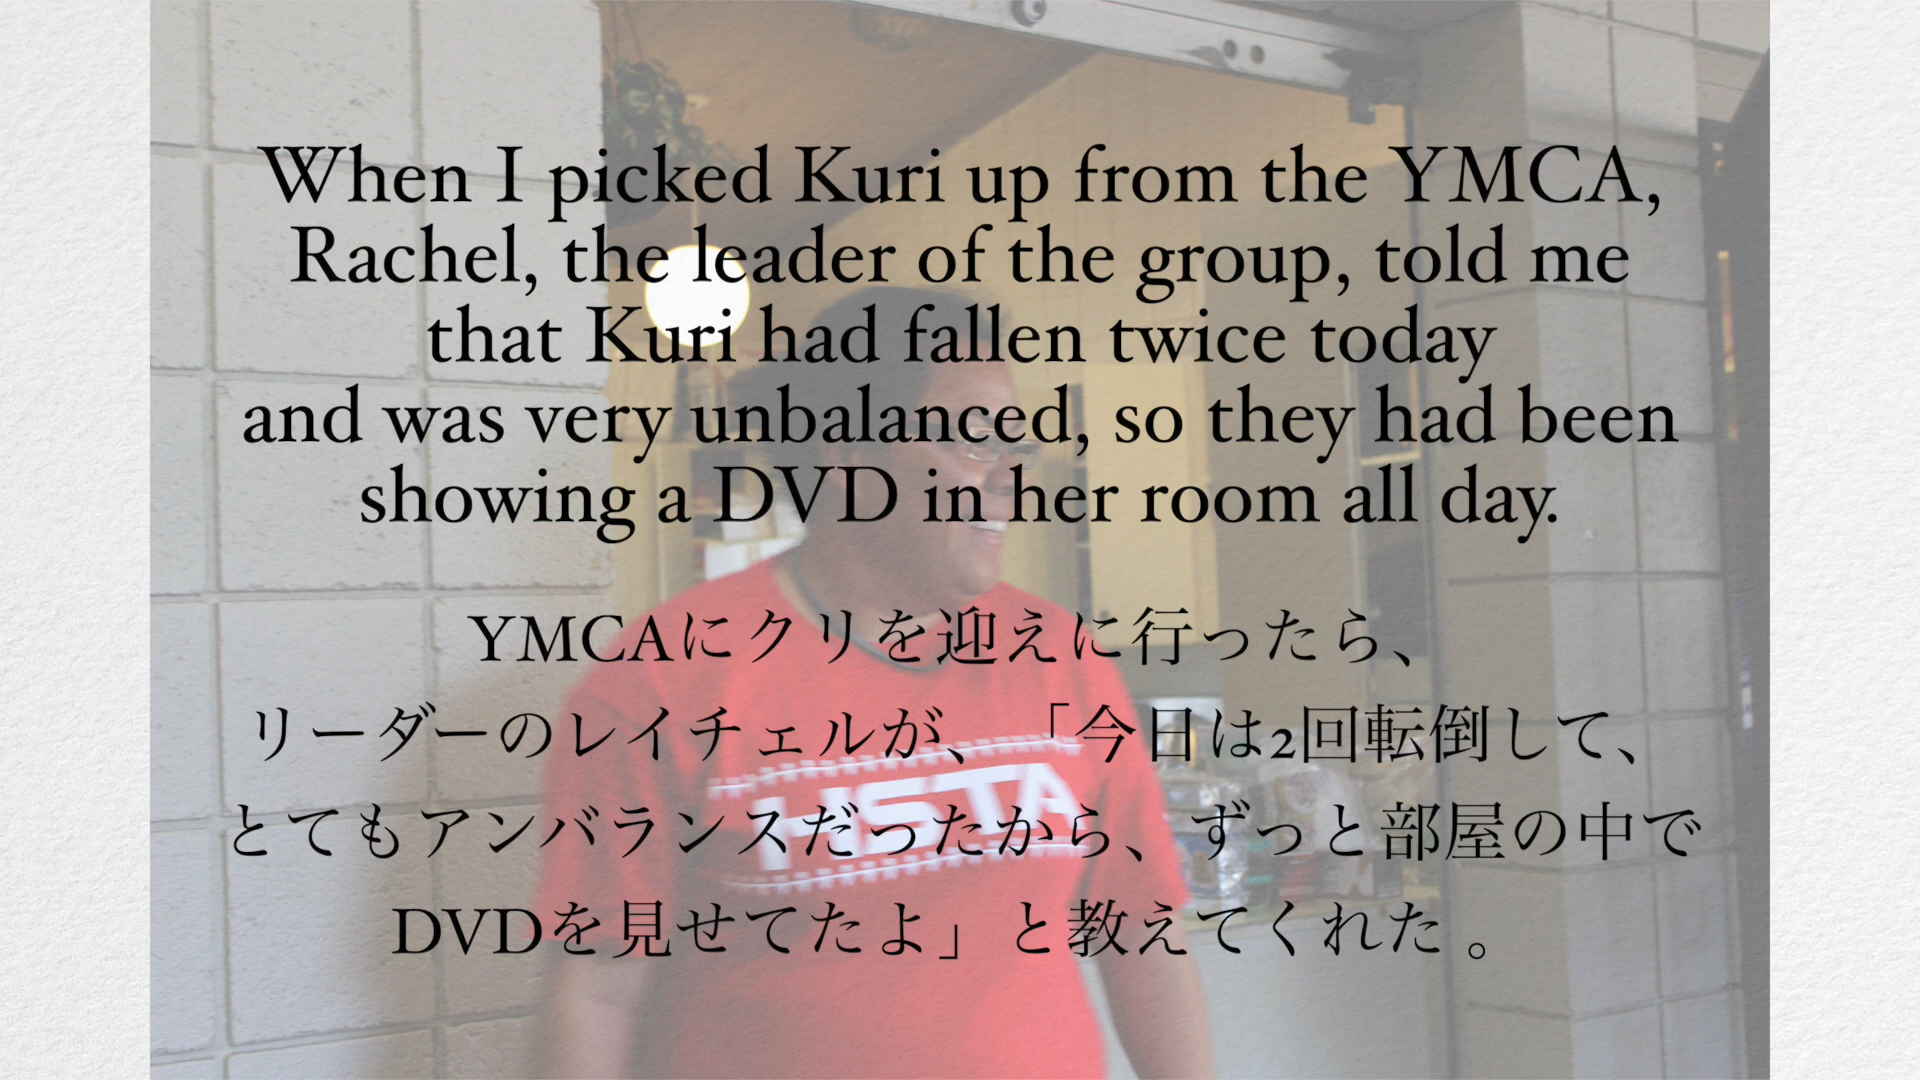 When I picked Kuri up from the YMCA,
Rachel, the leader of the group, told me
that Kuri had fallen twice today
and was very unbalanced, so they had been
showing a DVD in her room all day.
YMCAにクリを迎えに行ったら、
リーダーのレイチェルが、「今日は2回転倒して、
とてもアンバランスだったから、ずっと部屋の中で
DVDを見せてたよ」と教えてくれた。
HSTA